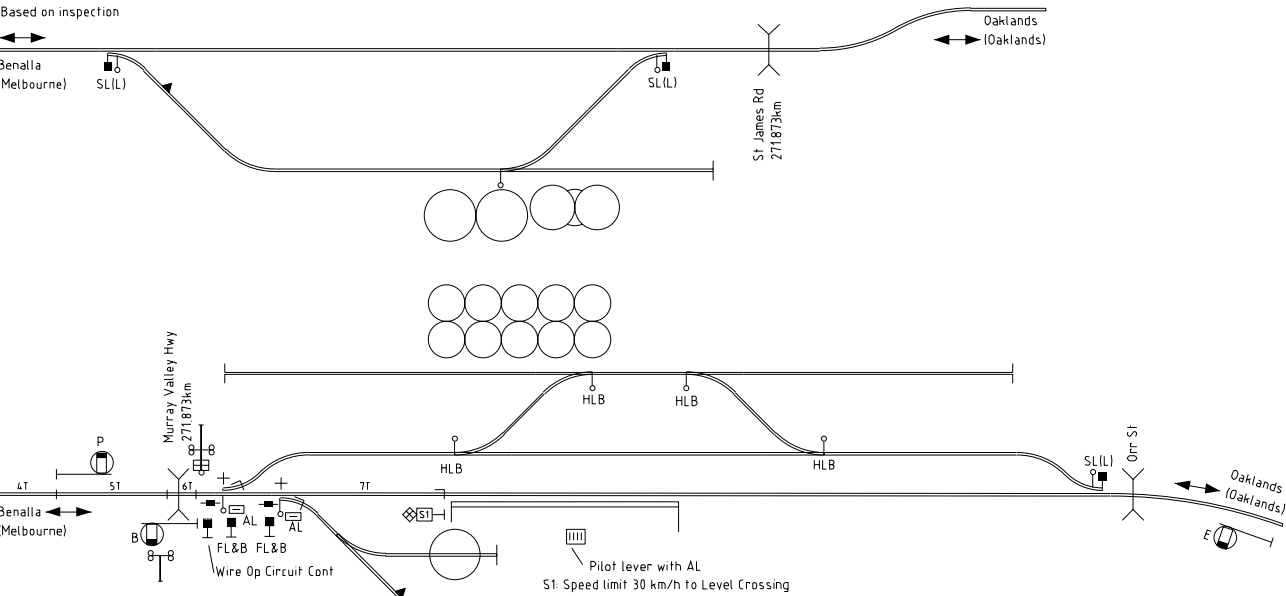 Based on inspection
Oaklands
(Oaklands)
Benalla
(Melbourne)
SL(L)
SL(L)
St James Rd
271.873km
Murray Valley Hwy
271.873km
P
HLB
HLB
HLB
HLB
SL(L)
Orr St
Oaklands
(Oaklands)
4T
5T
6T
7T
Benalla
(Melbourne)
B
AL
AL
FL&B
FL&B
S1
E
Wire Op Circuit Cont
Pilot lever with AL
S1: Speed limit 30 km/h to Level Crossing